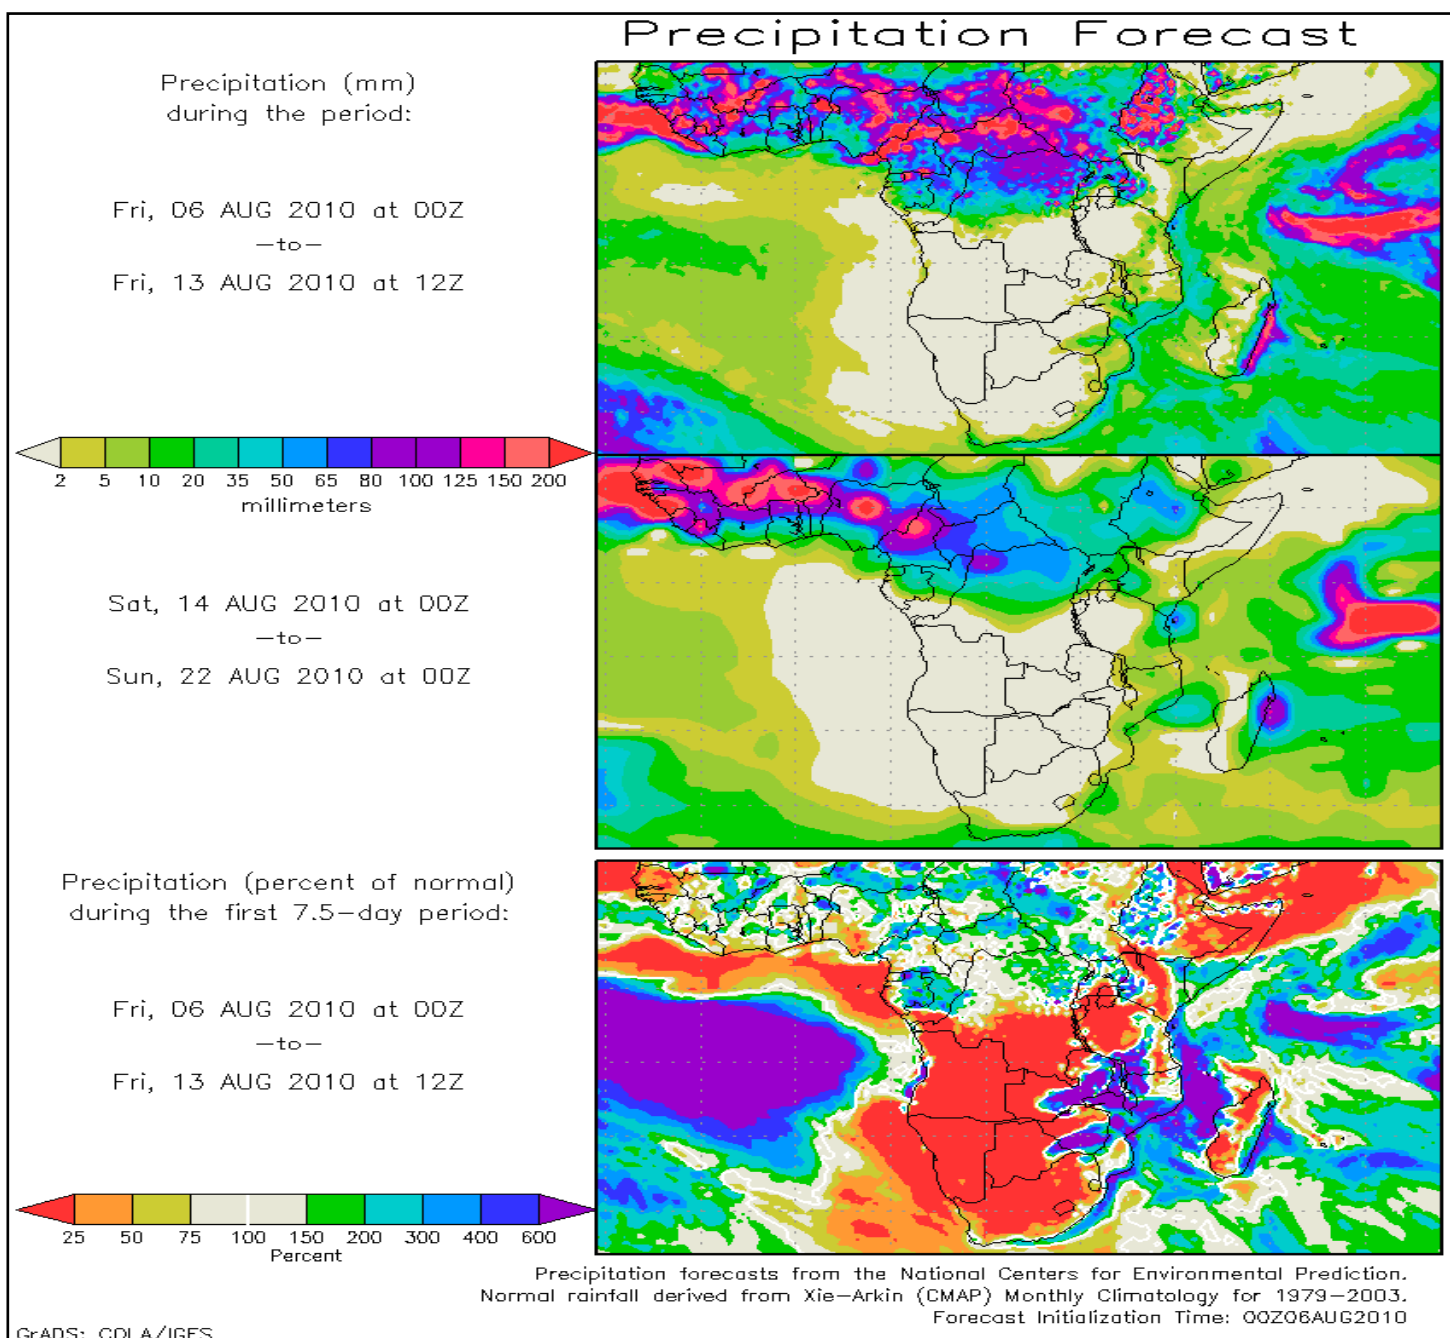 Precipitation Forecast
Precipitation (mm)
during the period:
Fri, 06 AUG 2010 at 00Z
-to-
Fri, 13 AUG 2010 at 12Z
2 5 10 20 35 50 65 80 100 125 150 200
millimeters
Sat, 14 AUG 2010 at 00Z
-to-
Sun, 22 AUG 2010 at 00Z
Precipitation (percent of normal)
during the first 7.5-day period:
Fri, 06 AUG 2010 at 00Z
-to-
Fri, 13 AUG 2010 at 12Z
25 50 75 100 150 200 300 400 600
Percent
Precipitation forecasts from the National Centers for Environmental Prediction.
Normal rainfall derived from Xie-Arkin (CMAP) Monthly Climatology for 1979-2003.
Forecast Initialization Time: 00Z06AUG2010
GrADS: COLA/IGES